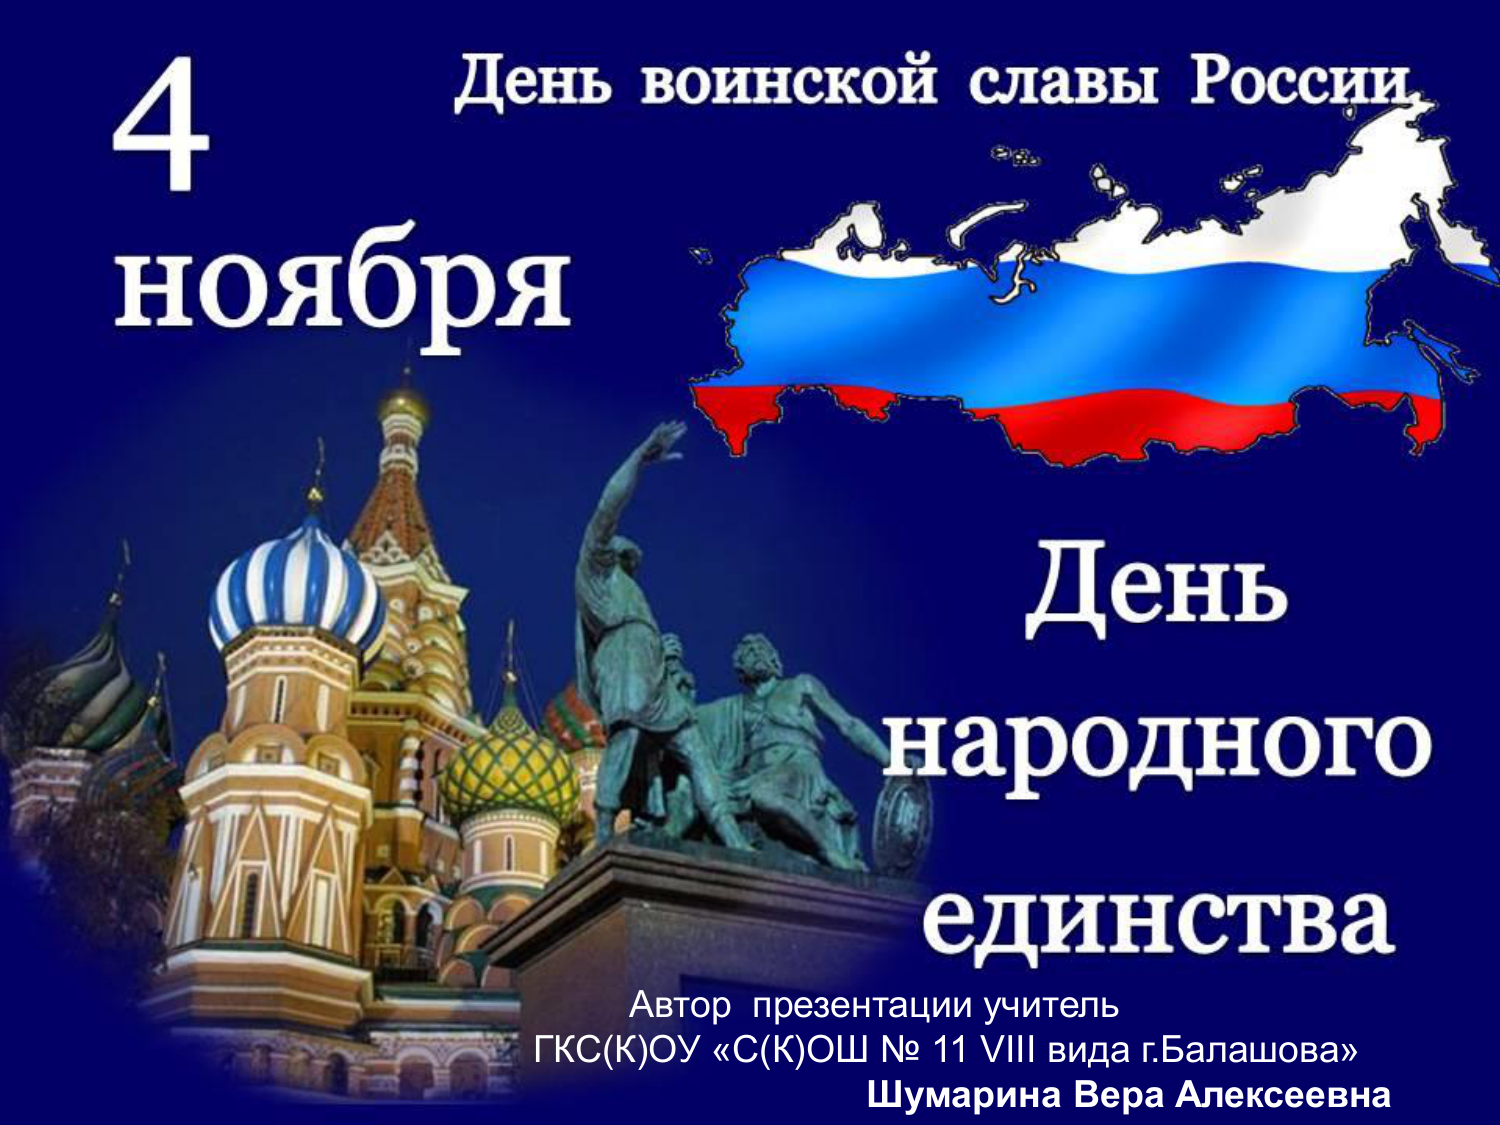 4
ноября
День воинской славы России
День
народного
единства
Автор презентации учитель
ГКС(К)ОУ «С(К)ОШ № 11 VIII вида г.Балашова»
Шумарина Вера Алексеевна